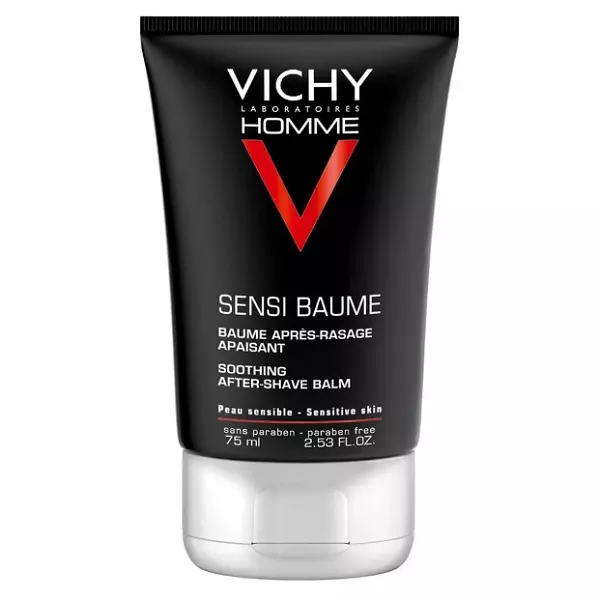 VICHY
LABORATOIRES
HOMME
V
SENSI BAUME
BAUME APRÈS-RASAGE
APAISANT
SOOTHING
AFTER-SHAVE BALM
Peau sensible - Sensitive skin
sans paraben - paraben free
75 ml 2.53 FL.OZ.